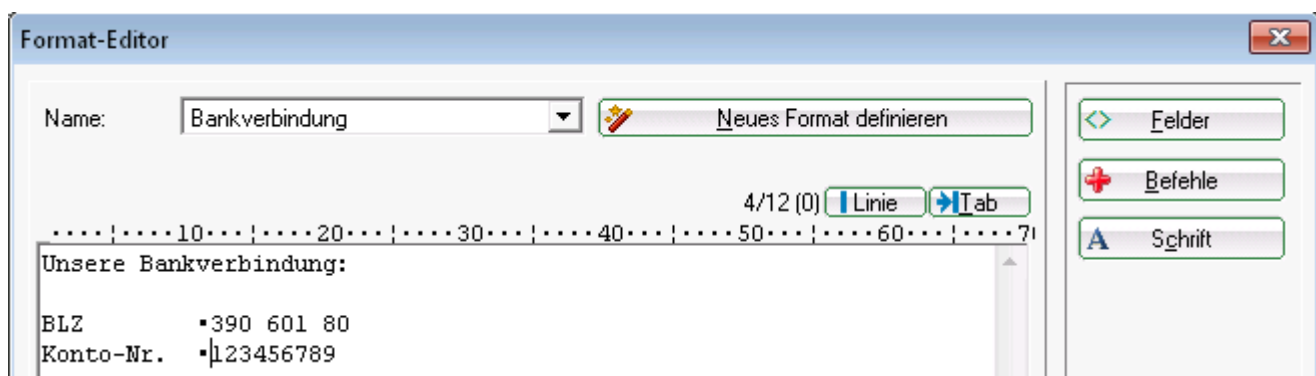 Format-Editor
Name: Bankverbindung Neues Format definieren
Felder
Befehle
Schrift
4/12 (0) Linie Tab
····¦····10···¦····20···¦····30···¦····40···¦····50···¦····60···¦····7
Unsere Bankverbindung:
BLZ ▪390 601 80
Konto-Nr. ▪123456789